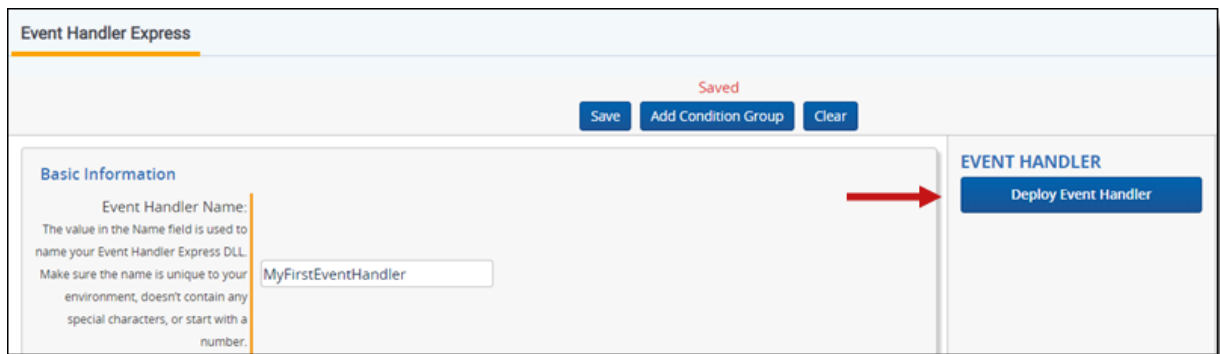 Event Handler Express
Saved
Save Add Condition Group Clear
Basic Information
Event Handler Name:
The value in the Name field is used to
name your Event Handler Express DLL.
Make sure the name is unique to your
environment, doesn't contain any
special characters, or start with a
number.
MyFirstEventHandler
EVENT HANDLER
Deploy Event Handler